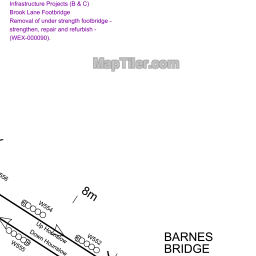 Infrastructure Projects (B & C)
Brook Lane Footbridge
Removal of under strength footbridge -
strengthen, repair and refurbish -
(WEX-000090).
MapTiler.com
8m
W554
Up Hounslow
Down Hounslow
W552
W555
BARNES
BRIDGE